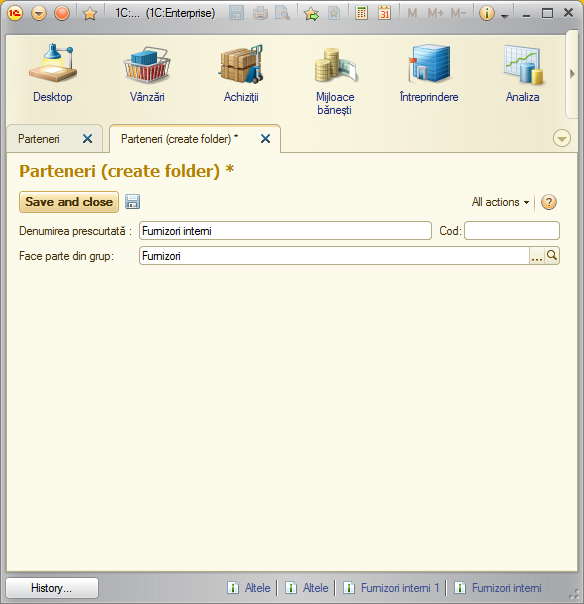 1C:... (1C:Enterprise)
M M+ M-
Desktop
Vânzări
Achiziții
Mijloace
bănești
Întreprindere
Analiza
Parteneri
Parteneri (create folder) *
Parteneri (create folder) *
Save and close
All actions
Denumirea prescurtată :
Furnizori interni
Cod:
Face parte din grup:
Furnizori
...
History...
Altele
Altele
Furnizori interni 1
Furnizori interni